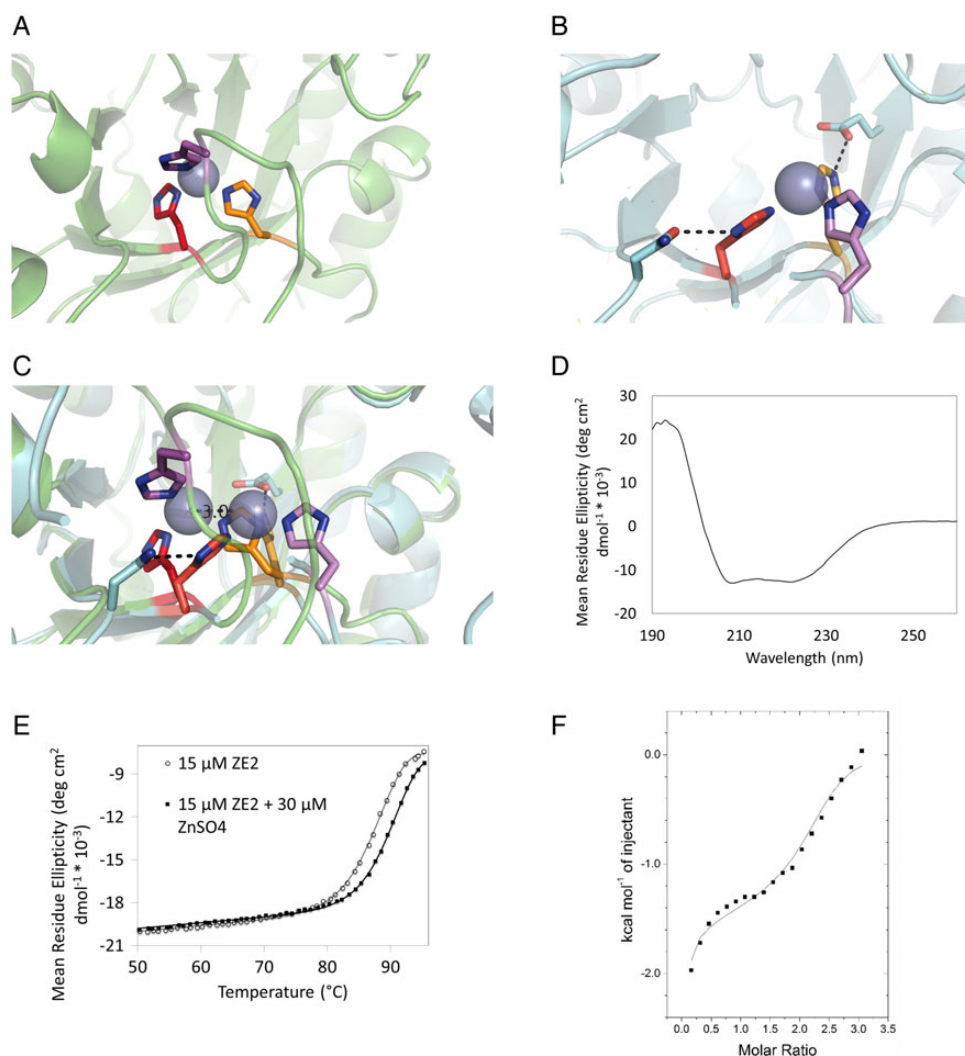 A
B
C
3.0
D
Mean Residue Ellipticity (deg cm²
dmol⁻¹ * 10⁻³)
30
20
10
0
-10
-20
190
210
230
250
Wavelength (nm)
E
Mean Residue Ellipticity (deg cm²
dmol⁻¹ * 10⁻³)
-9
-12
-15
-18
-21
15 µM ZE2
15 µM ZE2 + 30 µM
ZnSO4
50
60
70
80
90
Temperature (°C)
F
kcal mol⁻¹ of injectant
0.0
-1.0
-2.0
0.0
0.5
1.0
1.5
2.0
2.5
3.0
3.5
Molar Ratio